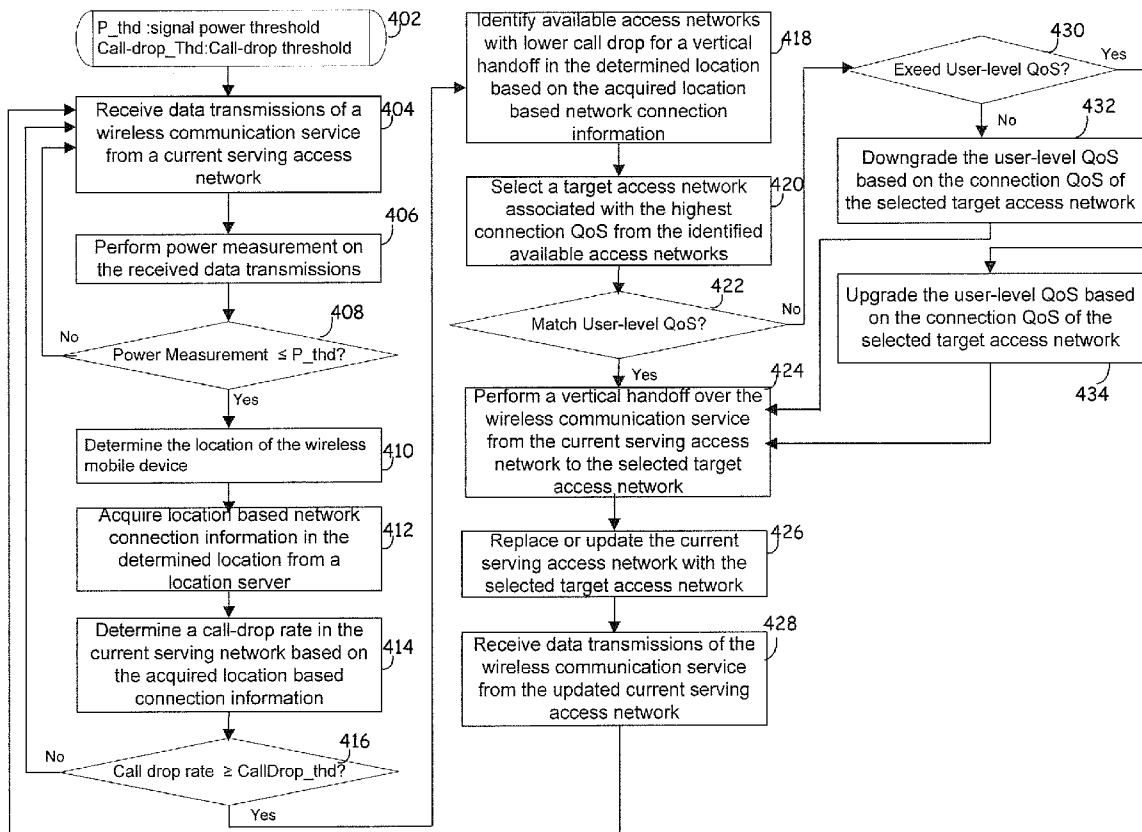 P_thd :signal power threshold
Call-drop_Thd:Call-drop threshold
402
Receive data transmissions of a
wireless communication service
from a current serving access
network
404
406
Perform power measurement on
the received data transmissions
408
No
Power Measurement ≤ P_thd?
Yes
Determine the location of the wireless
mobile device
410
Acquire location based network
connection information in the
determined location from a
location server
412
Determine a call-drop rate in the
current serving network based on
the acquired location based
connection information
414
416
No
Call drop rate ≥ CallDrop_thd?
Yes
Identify available access networks
with lower call drop for a vertical
handoff in the determined location
based on the acquired location
based network connection
information
418
Select a target access network
associated with the highest
connection QoS from the identified
available access networks
420
422
Match User-level QoS?
No
Yes
424
Perform a vertical handoff over the
wireless communication service
from the current serving access
network to the selected target
access network
Replace or update the current
serving access network with the
selected target access network
426
428
Receive data transmissions of the
wireless communication service
from the updated current serving
access network
430
Yes
Exeed User-level QoS?
No
432
Downgrade the user-level QoS
based on the connection QoS of
the selected target access network
Upgrade the user-level QoS based
on the connection QoS of the
selected target access network
434